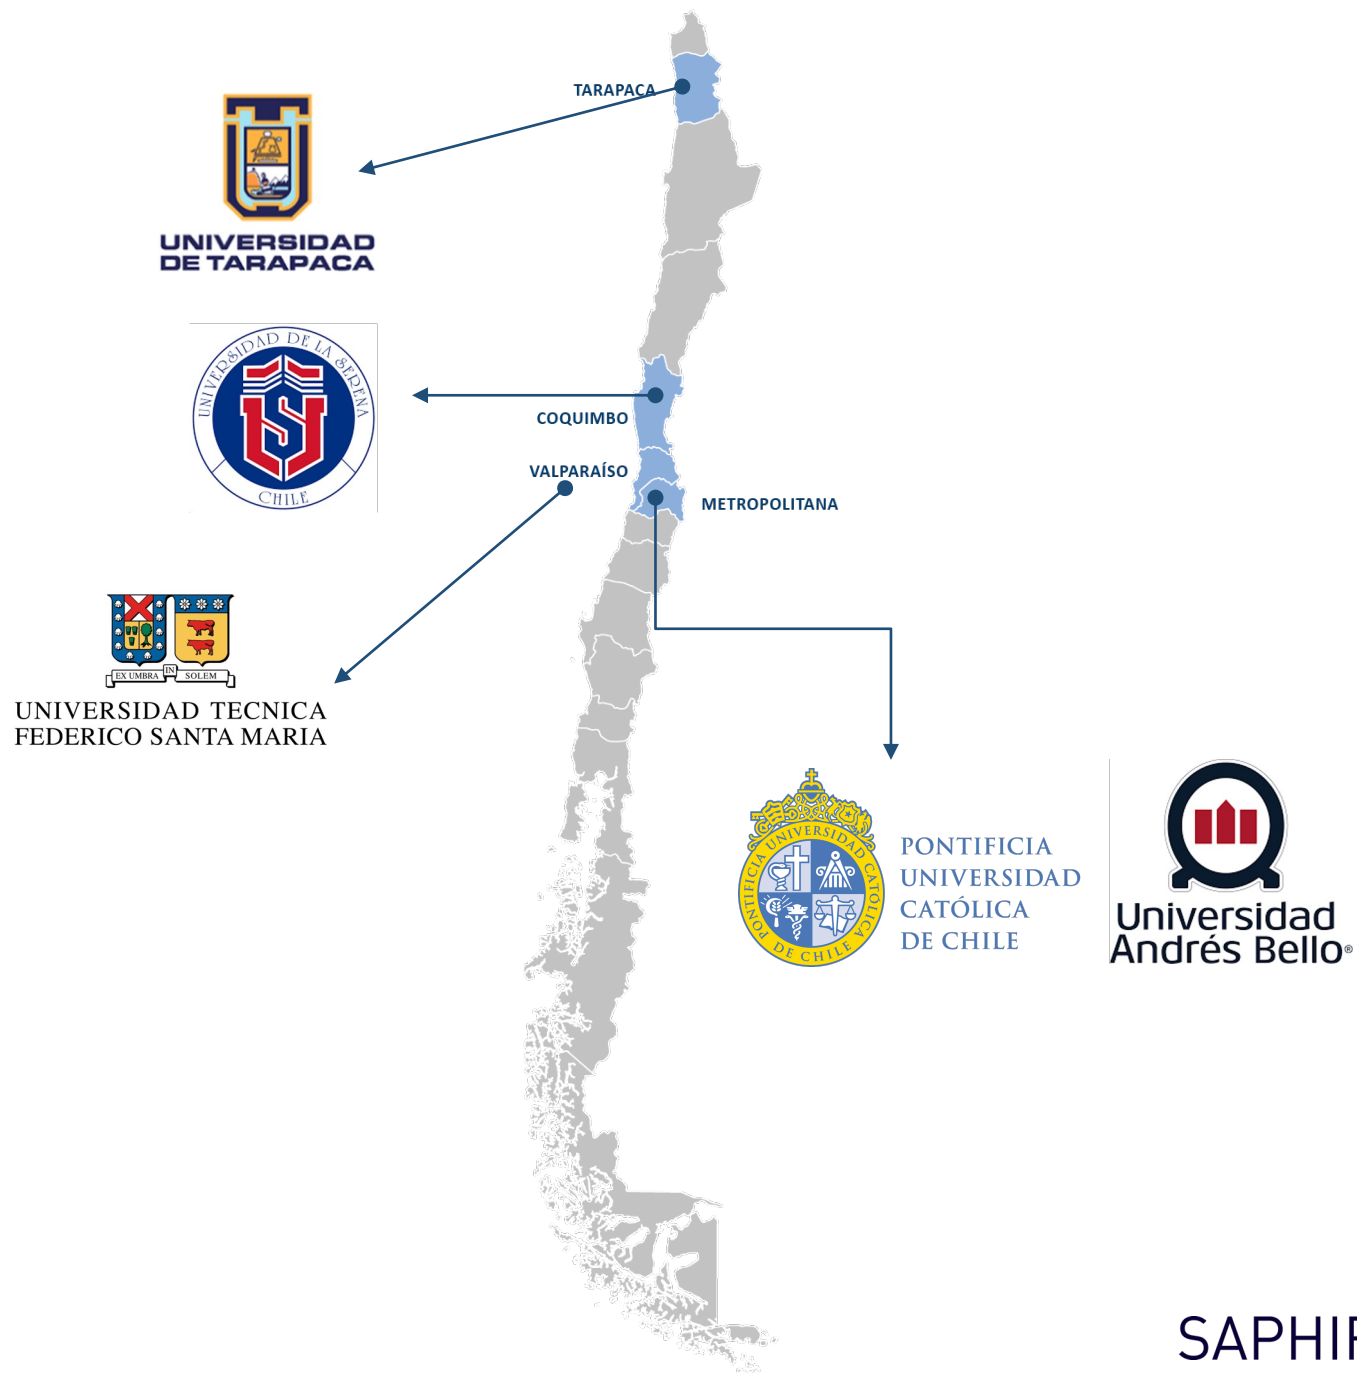 TARAPACA
UNIVERSIDAD
DE TARAPACA
UNIVERSIDAD DE LA SERENA
CHILE
COQUIMBO
VALPARAÍSO
METROPOLITANA
EX UMBRA IN SOLEM
UNIVERSIDAD TECNICA
FEDERICO SANTA MARIA
PONTIFICIA UNIVERSIDAD CATOLICA
DE CHILE
PONTIFICIA
UNIVERSIDAD
CATÓLICA
DE CHILE
Universidad
Andrés Bello®
SAPHIR